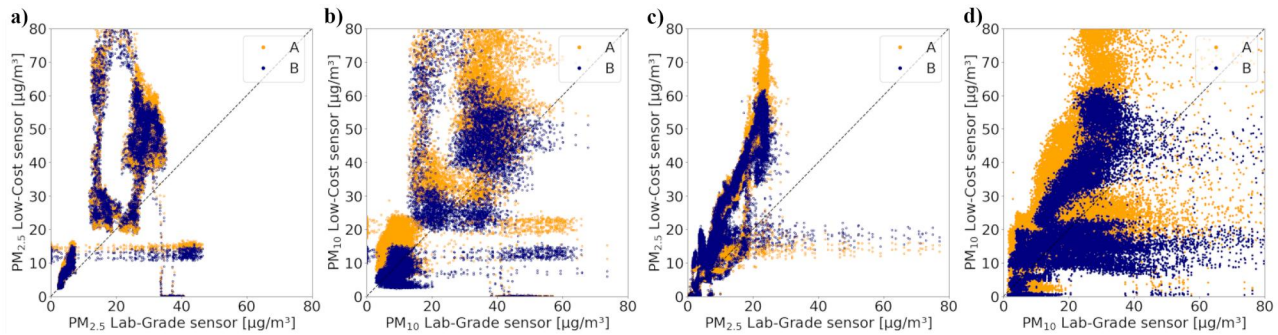 a)
80
70
60
50
40
30
20
10
0
PM₂.₅ Low-Cost sensor [µg/m³]
A
B
0 20 40 60 80
PM₂.₅ Lab-Grade sensor [µg/m³]
b)
80
70
60
50
40
30
20
10
0
PM₁₀ Low-Cost sensor [µg/m³]
A
B
0 20 40 60 80
PM₁₀ Lab-Grade sensor [µg/m³]
c)
80
70
60
50
40
30
20
10
0
PM₂.₅ Low-Cost sensor [µg/m³]
A
B
0 20 40 60 80
PM₂.₅ Lab-Grade sensor [µg/m³]
d)
80
70
60
50
40
30
20
10
0
PM₁₀ Low-Cost sensor [µg/m³]
A
B
0 10 20 30 40 50 60 70 80
PM₁₀ Lab-Grade sensor [µg/m³]